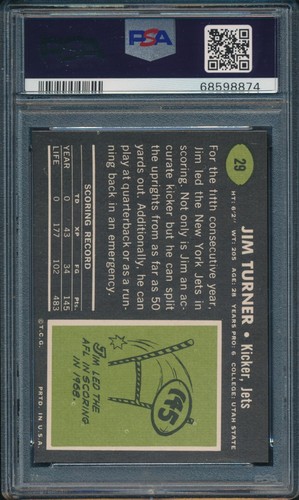 PSA
68598874
29
JIM TURNER • Kicker, Jets
HT: 6'2" WT: 205 AGE: 28 YEARS PRO: 6 COLLEGE: UTAH STATE
For the fifth consecutive year,
Jim led the New York Jets in
scoring. Not only is Jim an ac-
curate kicker but he can split
the uprights from as far as 50
yards out. Additionally, he can
play at quarterback or as a run-
ning back in an emergency.
SCORING RECORD
TD XP FG Pts.
YEAR 0 43 34 145
LIFE 0 177 102 483
145
JIM LED THE
AFL IN SCORING
IN 1968.
© T.C.G. PRTD. IN U.S.A.